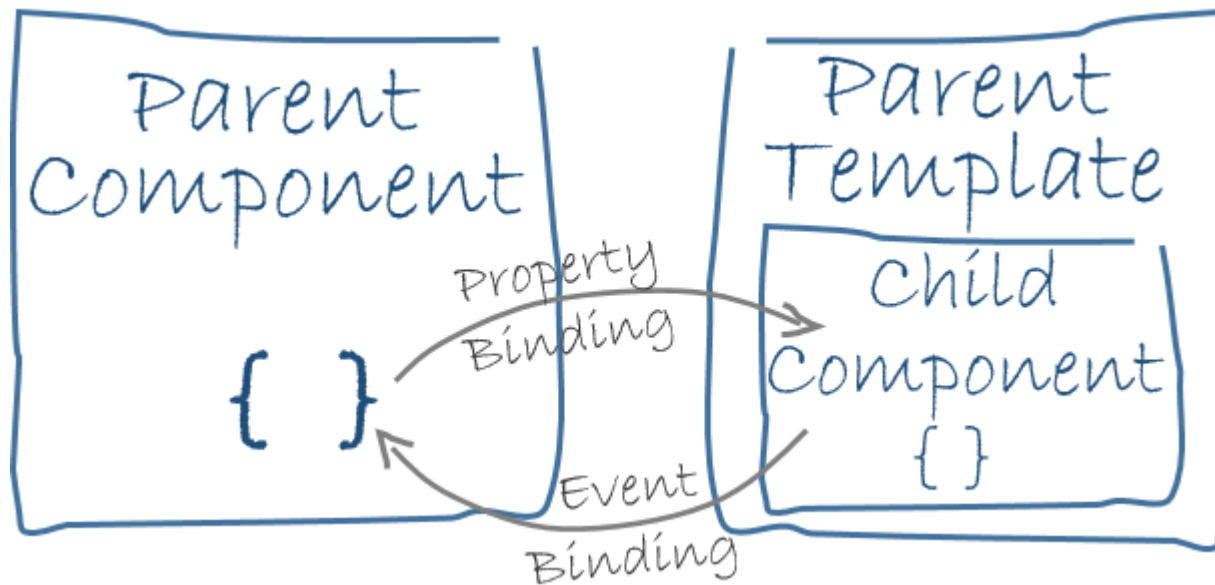 Parent
Component
{ }
Property
Binding
Event
Binding
Parent
Template
Child
Component
{ }